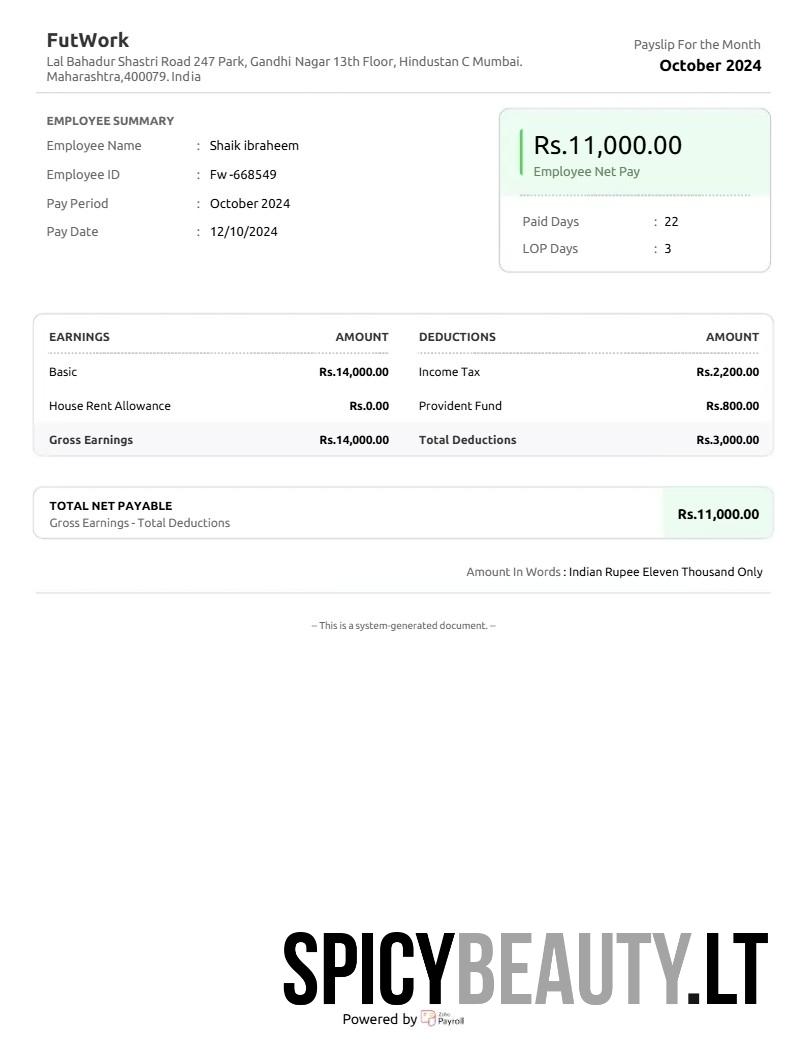 FutWork
Lal Bahadur Shastri Road 247 Park, Gandhi Nagar 13th Floor, Hindustan C Mumbai.
Maharashtra,400079. India
Payslip For the Month
October 2024
EMPLOYEE SUMMARY
Employee Name : Shaik ibraheem
Employee ID : Fw -668549
Pay Period : October 2024
Pay Date : 12/10/2024
Rs.11,000.00
Employee Net Pay
Paid Days : 22
LOP Days : 3
EARNINGS AMOUNT DEDUCTIONS AMOUNT
Basic Rs.14,000.00 Income Tax Rs.2,200.00
House Rent Allowance Rs.0.00 Provident Fund Rs.800.00
Gross Earnings Rs.14,000.00 Total Deductions Rs.3,000.00
TOTAL NET PAYABLE
Gross Earnings - Total Deductions
Rs.11,000.00
Amount In Words : Indian Rupee Eleven Thousand Only
-- This is a system-generated document. --
SPICYBEAUTY.LT
Powered by Zoho Payroll